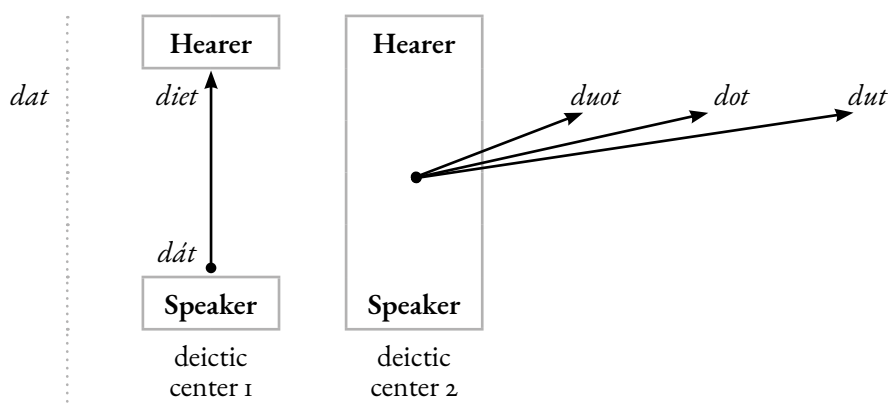 Hearer Hearer
dat diet duot dot dut
dát
Speaker Speaker
deictic deictic
center 1 center 2